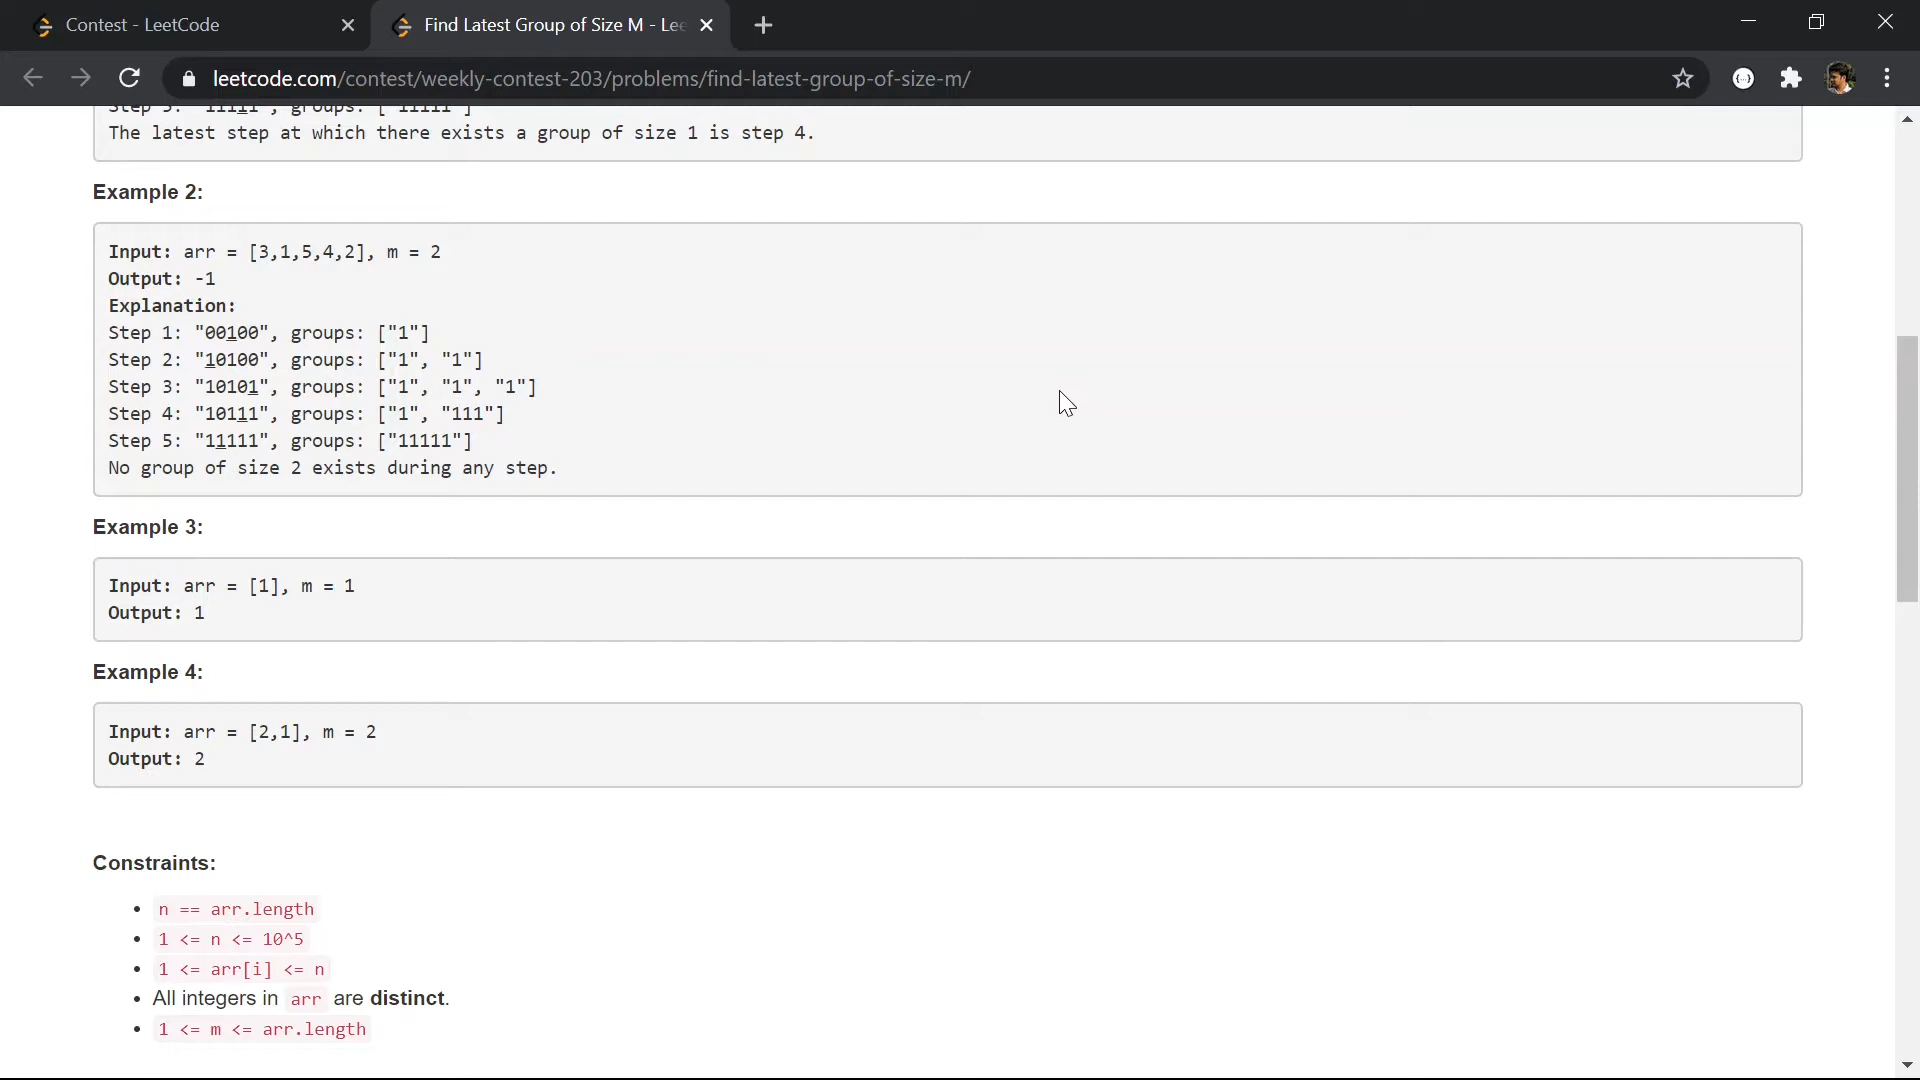 Contest - LeetCode
Find Latest Group of Size M - Lee
leetcode.com/contest/weekly-contest-203/problems/find-latest-group-of-size-m/
Step 5: "11111", groups: ["11111"]
The latest step at which there exists a group of size 1 is step 4.
Example 2:
Input: arr = [3,1,5,4,2], m = 2
Output: -1
Explanation:
Step 1: "00100", groups: ["1"]
Step 2: "10100", groups: ["1", "1"]
Step 3: "10101", groups: ["1", "1", "1"]
Step 4: "10111", groups: ["1", "111"]
Step 5: "11111", groups: ["11111"]
No group of size 2 exists during any step.
Example 3:
Input: arr = [1], m = 1
Output: 1
Example 4:
Input: arr = [2,1], m = 2
Output: 2
Constraints:
• n == arr.length
• 1 <= n <= 10^5
• 1 <= arr[i] <= n
• All integers in arr are distinct.
• 1 <= m <= arr.length